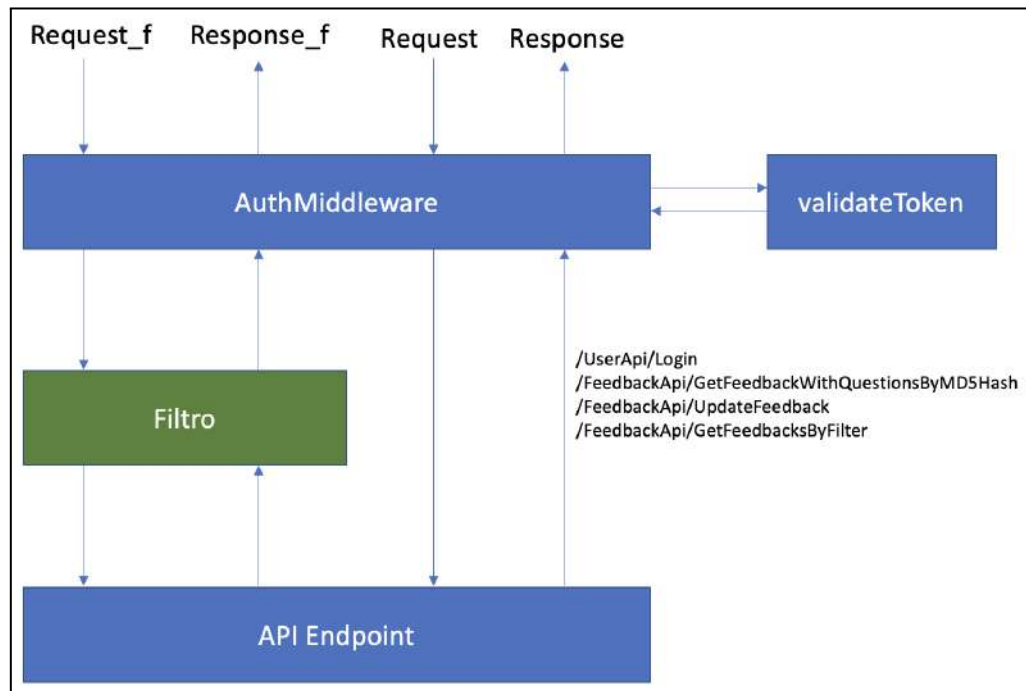 Request_f
Response_f
Request
Response
AuthMiddleware
validateToken
/UserApi/Login
/FeedbackApi/GetFeedbackWithQuestionsByMD5Hash
/FeedbackApi/UpdateFeedback
/FeedbackApi/GetFeedbacksByFilter
Filtro
API Endpoint